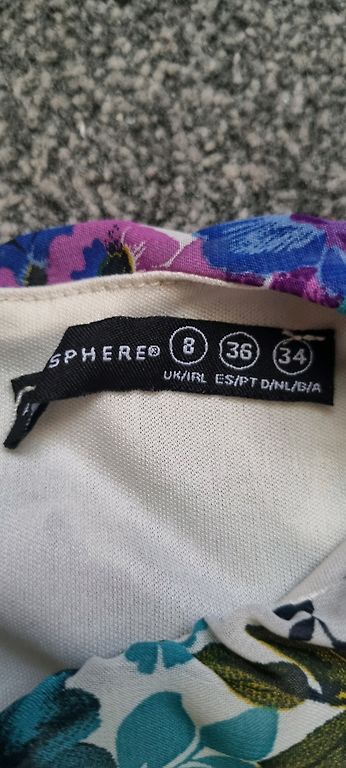 SPHERE® 8 36 34
UK/IRL ES/PT D/NL/B/A